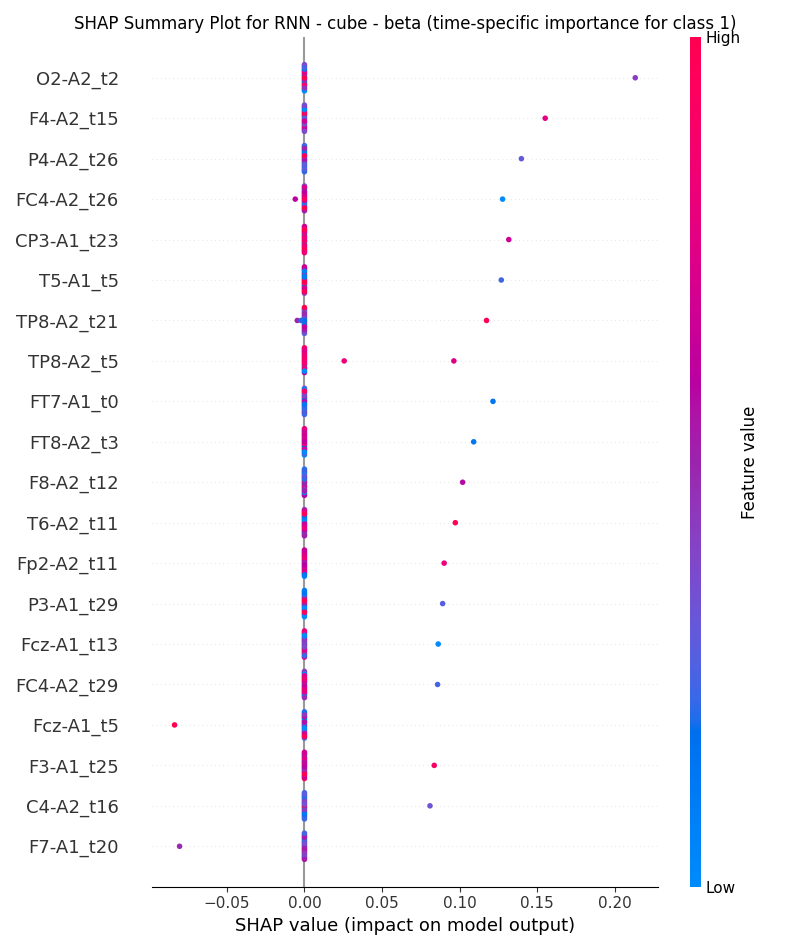 SHAP Summary Plot for RNN - cube - beta (time-specific importance for class 1)
High
O2-A2_t2
F4-A2_t15
P4-A2_t26
FC4-A2_t26
CP3-A1_t23
T5-A1_t5
TP8-A2_t21
TP8-A2_t5
FT7-A1_t0
FT8-A2_t3
F8-A2_t12
T6-A2_t11
Fp2-A2_t11
P3-A1_t29
Fcz-A1_t13
FC4-A2_t29
Fcz-A1_t5
F3-A1_t25
C4-A2_t16
F7-A1_t20
Feature value
Low
−0.05 0.00 0.05 0.10 0.15 0.20
SHAP value (impact on model output)